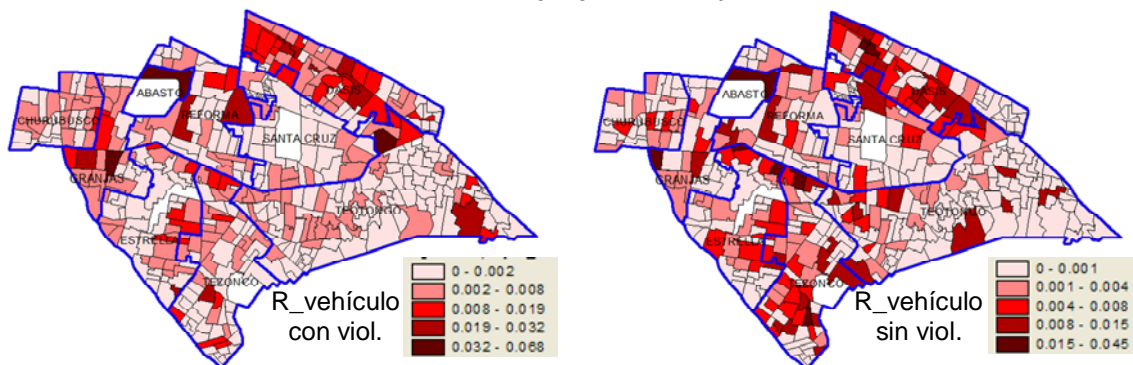 ABASTO
OASIS
CHURUBUSCO
REFORMA
SANTA CRUZ
GRANJAS
TEOTONGO
ESTRELLA
TEZONCO
R_vehículo
con viol.
0 - 0.002
0.002 - 0.008
0.008 - 0.019
0.019 - 0.032
0.032 - 0.068
ABASTO
OASIS
CHURUBUSCO
REFORMA
SANTA CRUZ
GRANJAS
TEOTONGO
ESTRELLA
TEZONCO
R_vehículo
sin viol.
0 - 0.001
0.001 - 0.004
0.004 - 0.008
0.008 - 0.015
0.015 - 0.045